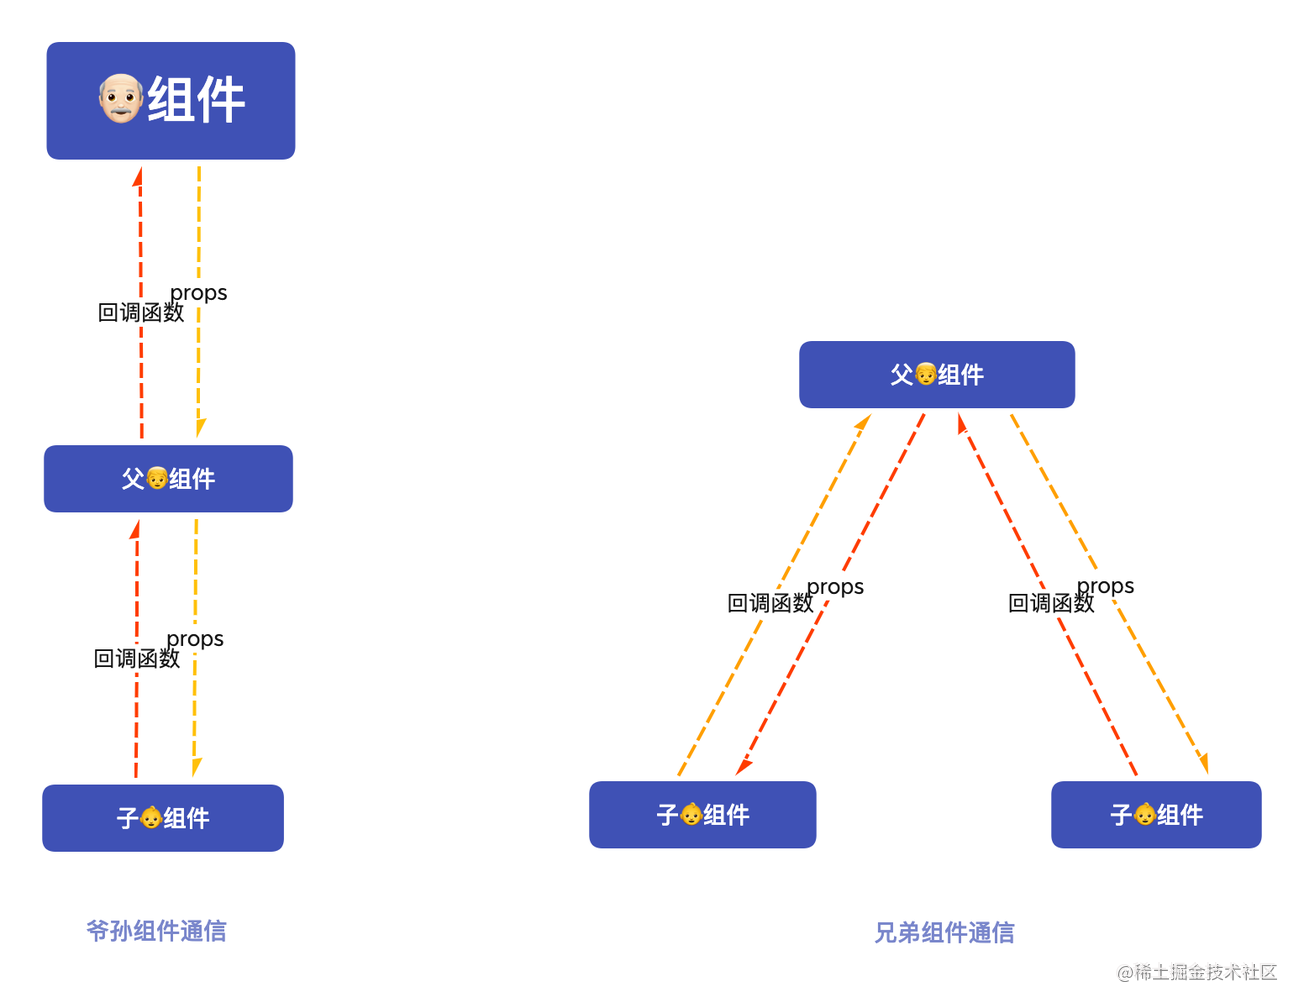 👴🏻组件
props
回调函数
父👨‍🦳组件
props
回调函数
子👶组件
爷孙组件通信
父👨‍🦳组件
props
回调函数
props
回调函数
子👶组件
子👶组件
兄弟组件通信
@稀土掘金技术社区